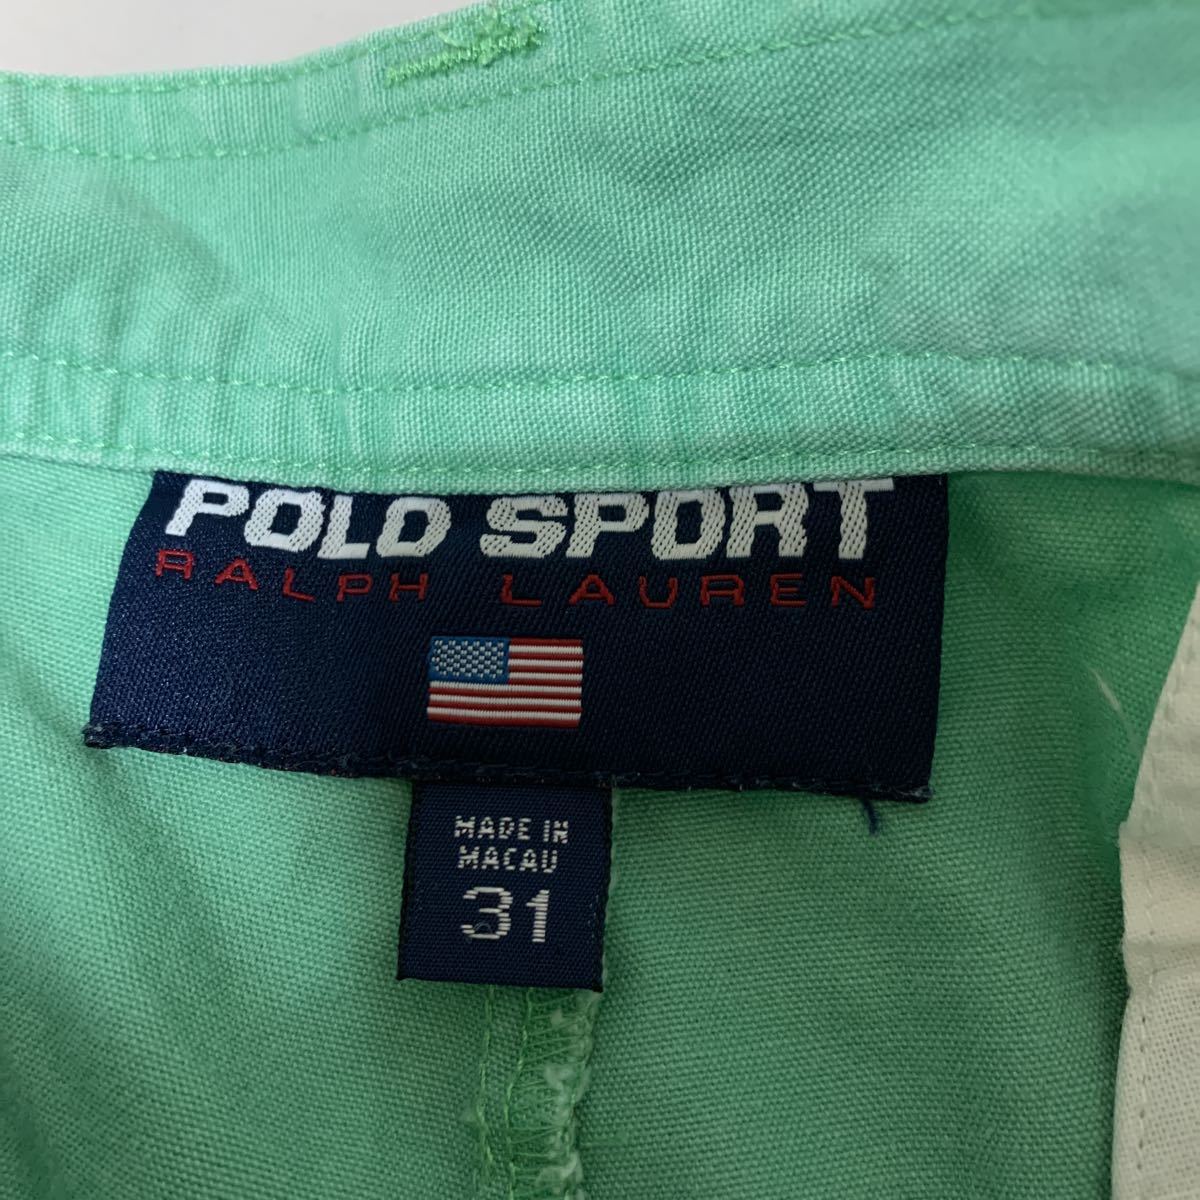 POLO SPORT
RALPH LAUREN
MADE IN
MACAU
31